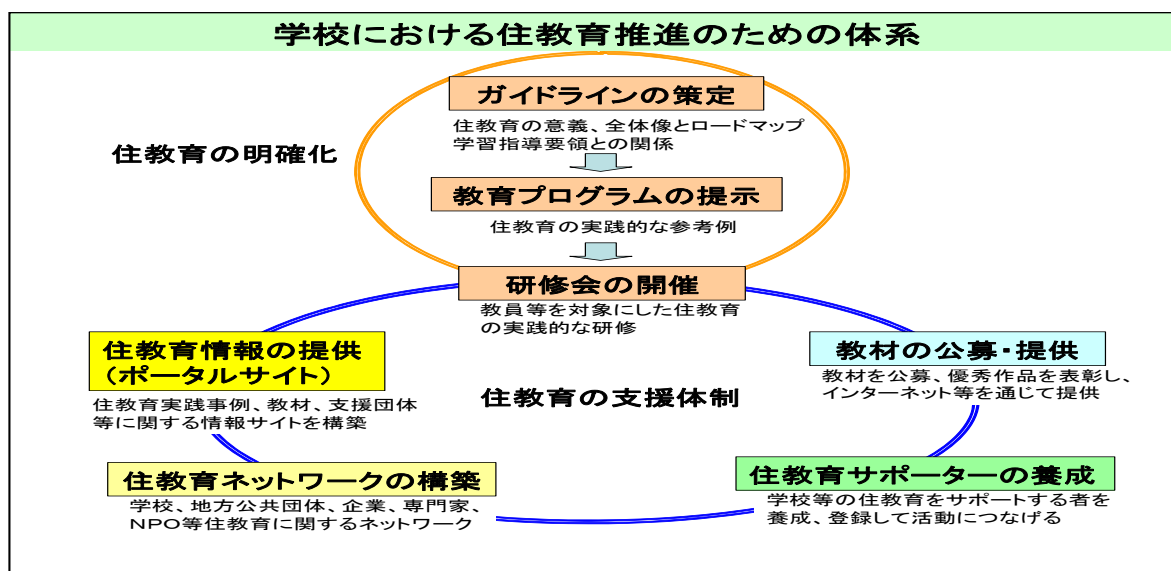 学校における住教育推進のための体系
ガイドラインの策定
住教育の意義、全体像とロードマップ
学習指導要領との関係
住教育の明確化
教育プログラムの提示
住教育の実践的な参考例
研修会の開催
教員等を対象にした住教育
の実践的な研修
住教育情報の提供
（ポータルサイト）
住教育実践事例、教材、支援団体
等に関する情報サイトを構築
教材の公募・提供
教材を公募、優秀作品を表彰し、
インターネット等を通じて提供
住教育の支援体制
住教育ネットワークの構築
学校、地方公共団体、企業、専門家、
NPO等住教育に関するネットワーク
住教育サポーターの養成
学校等の住教育をサポートする者を
養成、登録して活動につなげる